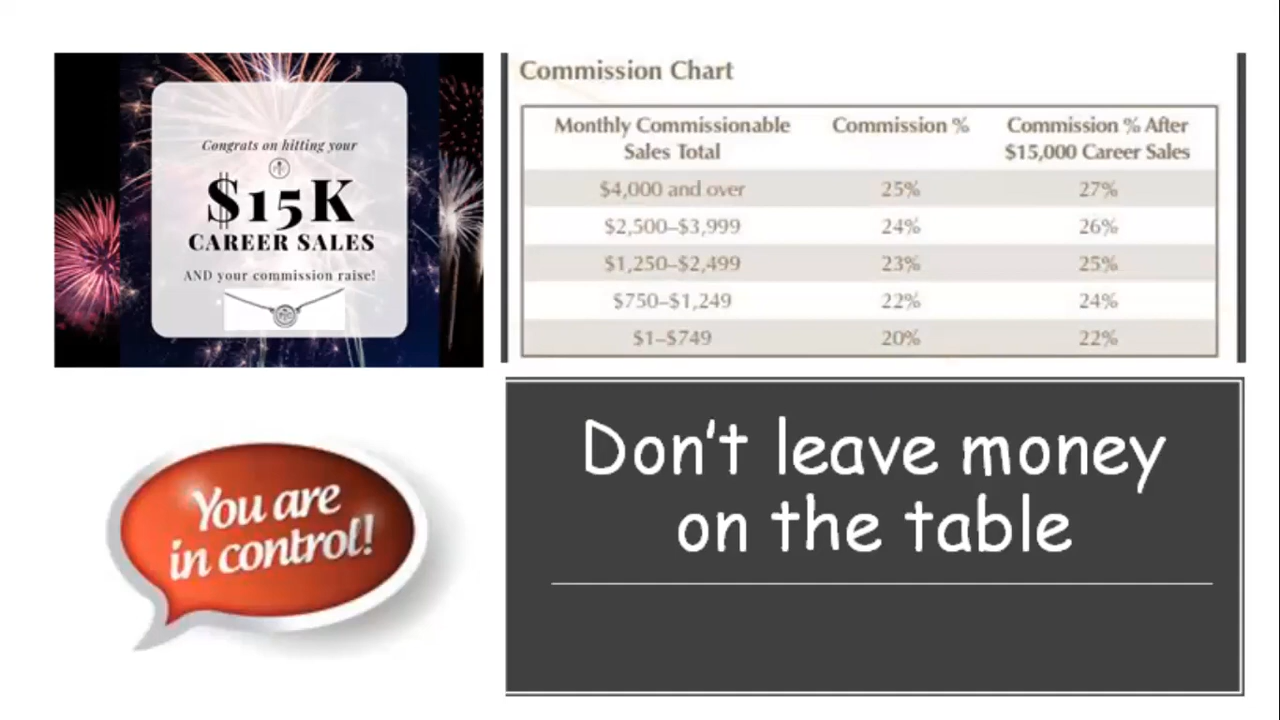 Congrats on hitting your
$15K
CAREER SALES
AND your commission raise!
Commission Chart
Monthly Commissionable Sales Total Commission % Commission % After $15,000 Career Sales
$4,000 and over 25% 27%
$2,500–$3,999 24% 26%
$1,250–$2,499 23% 25%
$750–$1,249 22% 24%
$1–$749 20% 22%
You are
in control!
Don't leave money
on the table